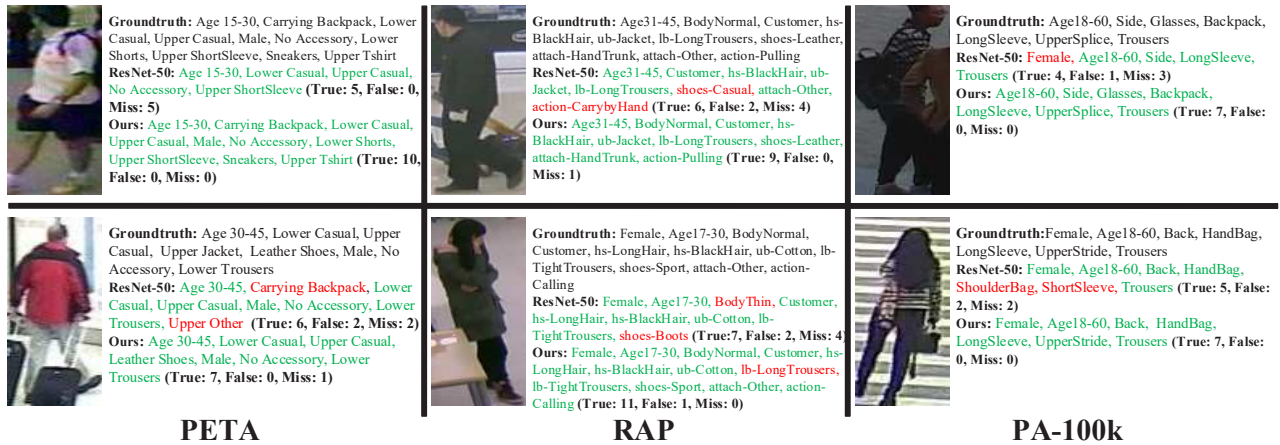 Groundtruth: Age 15-30, Carrying Backpack, Lower
Casual, Upper Casual, Male, No Accessory, Lower
Shorts, Upper ShortSleeve, Sneakers, Upper Tshirt
ResNet-50: Age 15-30, Lower Casual, Upper Casual,
No Accessory, Upper ShortSleeve (True: 5, False: 0,
Miss: 5)
Ours: Age 15-30, Carrying Backpack, Lower Casual,
Upper Casual, Male, No Accessory, Lower Shorts,
Upper ShortSleeve, Sneakers, Upper Tshirt (True: 10,
False: 0, Miss: 0)
Groundtruth: Age31-45, BodyNormal, Customer, hs-
BlackHair, ub-Jacket, lb-LongTrousers, shoes-Leather,
attach-HandTrunk, attach-Other, action-Pulling
ResNet-50: Age31-45, Customer, hs-BlackHair, ub-
Jacket, lb-LongTrousers, shoes-Casual, attach-Other,
action-CarrybyHand (True: 6, False: 2, Miss: 4)
Ours: Age31-45, BodyNormal, Customer, hs-
BlackHair, ub-Jacket, lb-LongTrousers, shoes-Leather,
attach-HandTrunk, action-Pulling (True: 9, False: 0,
Miss: 1)
Groundtruth: Age18-60, Side, Glasses, Backpack,
LongSleeve, UpperSplice, Trousers
ResNet-50: Female, Age18-60, Side, LongSleeve,
Trousers (True: 4, False: 1, Miss: 3)
Ours: Age18-60, Side, Glasses, Backpack,
LongSleeve, UpperSplice, Trousers (True: 7, False:
0, Miss: 0)
Groundtruth: Age 30-45, Lower Casual, Upper
Casual, Upper Jacket, Leather Shoes, Male, No
Accessory, Lower Trousers
ResNet-50: Age 30-45, Carrying Backpack, Lower
Casual, Upper Casual, Male, No Accessory, Lower
Trousers, Upper Other (True: 6, False: 2, Miss: 2)
Ours: Age 30-45, Lower Casual, Upper Casual,
Leather Shoes, Male, No Accessory, Lower
Trousers (True: 7, False: 0, Miss: 1)
Groundtruth: Female, Age17-30, BodyNormal,
Customer, hs-LongHair, hs-BlackHair, ub-Cotton, lb-
TightTrousers, shoes-Sport, attach-Other, action-
Calling
ResNet-50: Female, Age17-30, BodyThin, Customer,
hs-LongHair, hs-BlackHair, ub-Cotton, lb-
TightTrousers, shoes-Boots (True:7, False: 2, Miss: 4)
Ours: Female, Age17-30, BodyNormal, Customer, hs-
LongHair, hs-BlackHair, ub-Cotton, lb-LongTrousers,
lb-TightTrousers, shoes-Sport, attach-Other, action-
Calling (True: 11, False: 1, Miss: 0)
Groundtruth:Female, Age18-60, Back, HandBag,
LongSleeve, UpperStride, Trousers
ResNet-50: Female, Age18-60, Back, HandBag,
ShoulderBag, ShortSleeve, Trousers (True: 5, False:
2, Miss: 2)
Ours: Female, Age18-60, Back, HandBag,
LongSleeve, UpperStride, Trousers (True: 7, False:
0, Miss: 0)
PETA
RAP
PA-100k